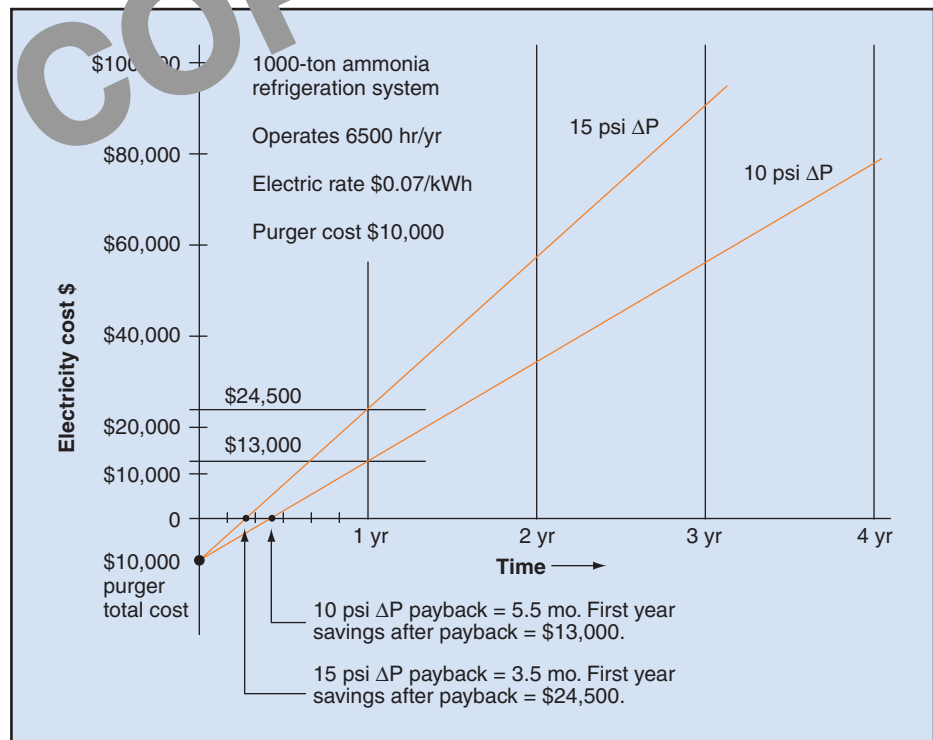 COP
$100,000
1000-ton ammonia
refrigeration system
Operates 6500 hr/yr
Electric rate $0.07/kWh
Purger cost $10,000
15 psi ΔP
10 psi ΔP
$80,000
$60,000
$40,000
$24,500
$20,000
$13,000
$10,000
0
Electricity cost $
1 yr
2 yr
3 yr
4 yr
Time
$10,000
purger
total cost
10 psi ΔP payback = 5.5 mo. First year
savings after payback = $13,000.
15 psi ΔP payback = 3.5 mo. First year
savings after payback = $24,500.